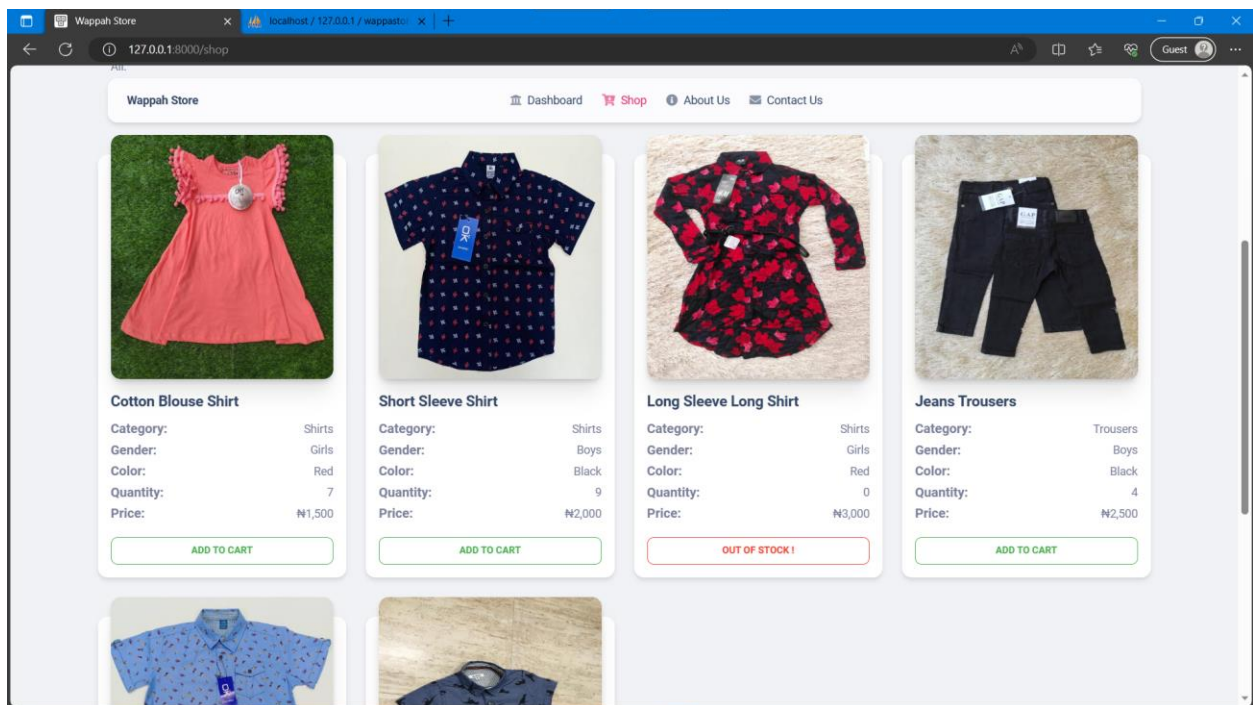 Wappah Store
localhost / 127.0.0.1 / wappasto
127.0.0.1:8000/shop
Guest
All.
Wappah Store
Dashboard
Shop
About Us
Contact Us
Cotton Blouse Shirt
Category: Shirts
Gender: Girls
Color: Red
Quantity: 7
Price: ₦1,500
ADD TO CART
Short Sleeve Shirt
Category: Shirts
Gender: Boys
Color: Black
Quantity: 9
Price: ₦2,000
ADD TO CART
Long Sleeve Long Shirt
Category: Shirts
Gender: Girls
Color: Red
Quantity: 0
Price: ₦3,000
OUT OF STOCK !
GAP
Jeans Trousers
Category: Trousers
Gender: Boys
Color: Black
Quantity: 4
Price: ₦2,500
ADD TO CART